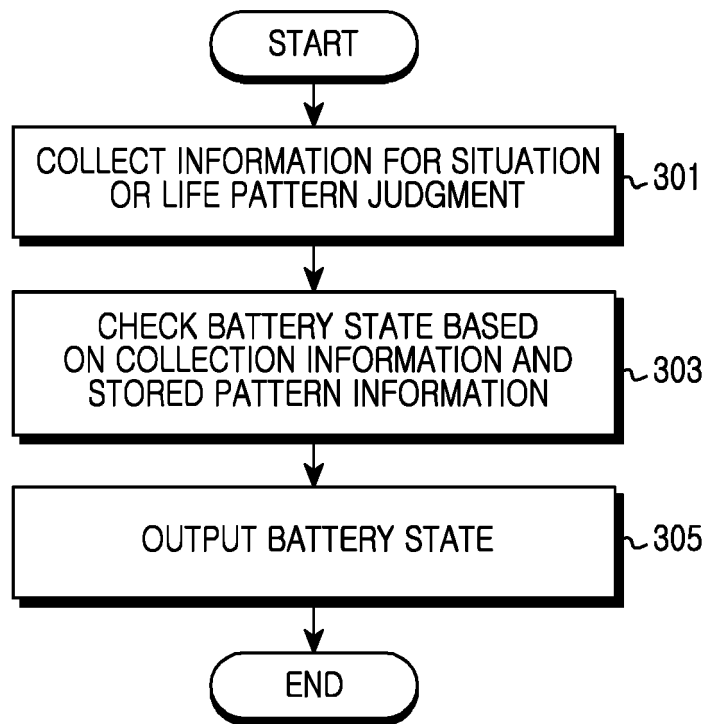 START
COLLECT INFORMATION FOR SITUATION
OR LIFE PATTERN JUDGMENT
301
CHECK BATTERY STATE BASED
ON COLLECTION INFORMATION AND
STORED PATTERN INFORMATION
303
OUTPUT BATTERY STATE
305
END